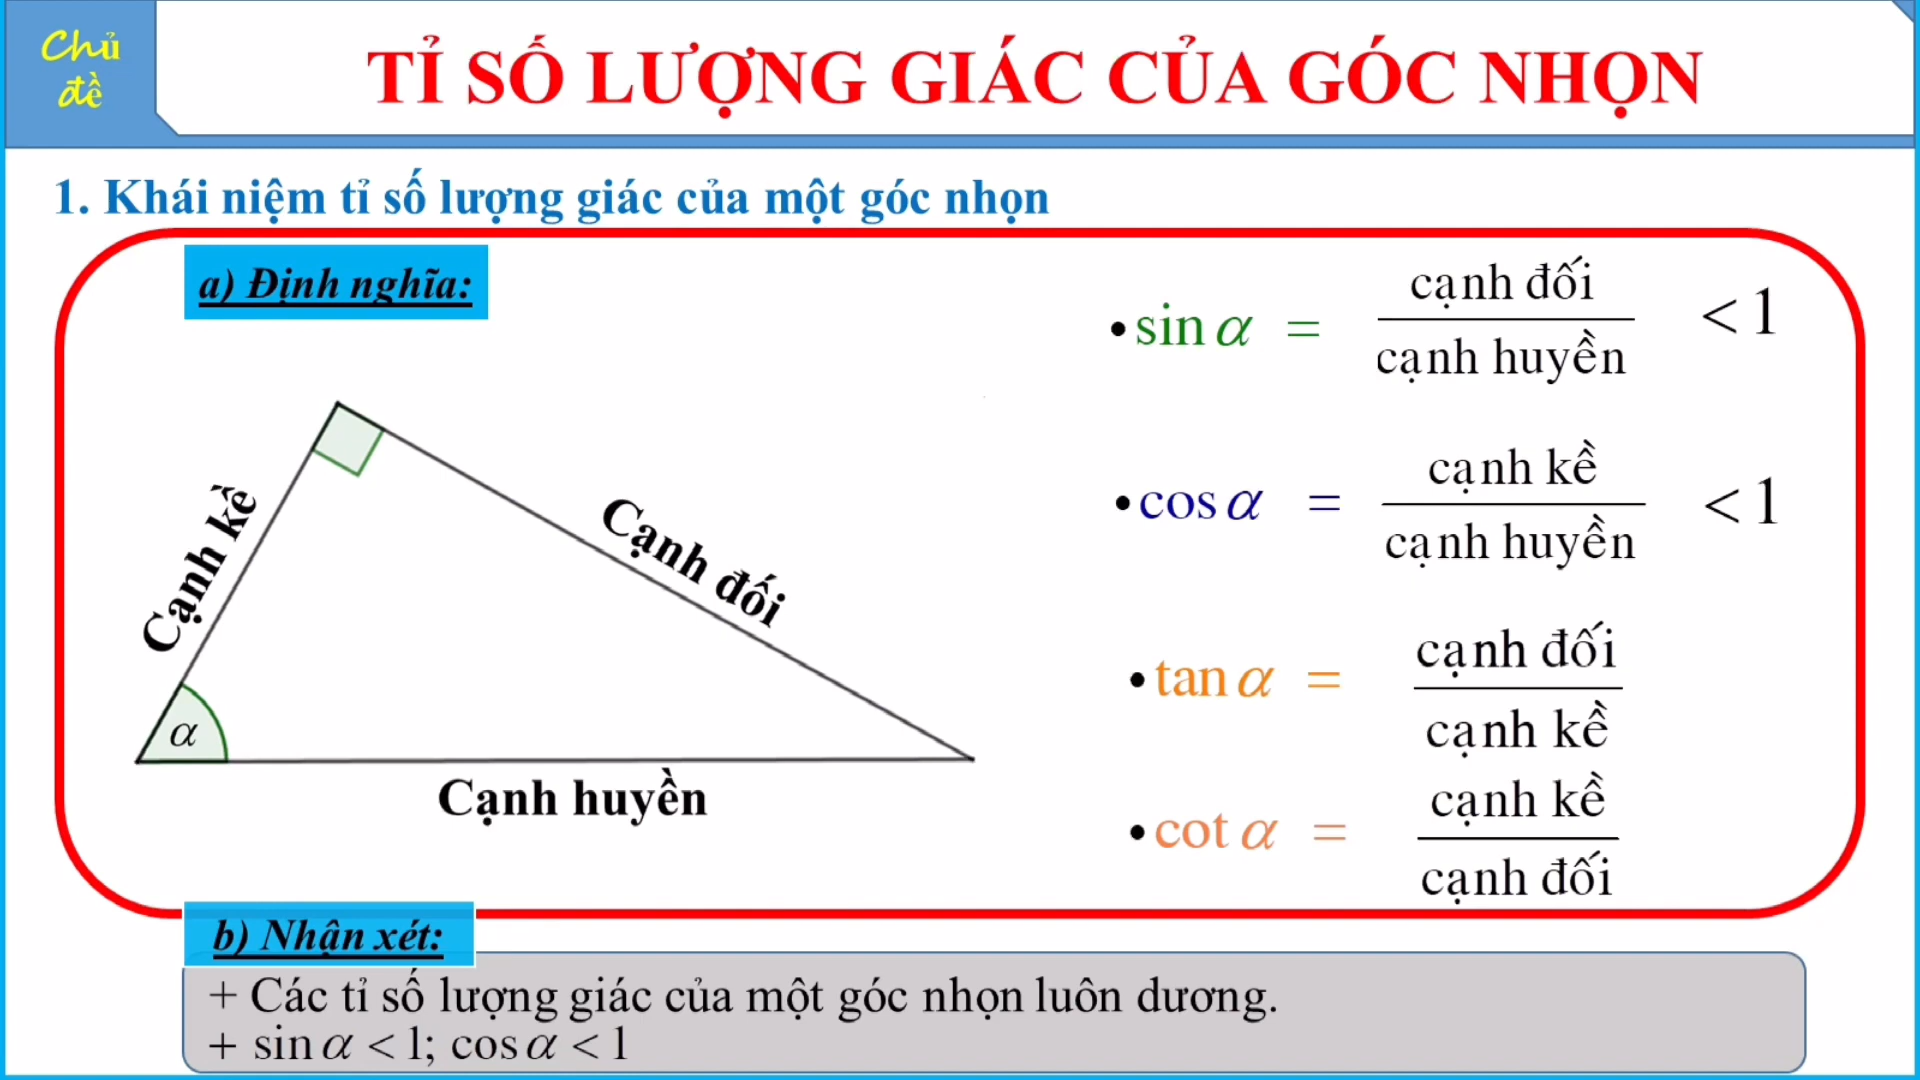 Chủ
đề
TỈ SỐ LƯỢNG GIÁC CỦA GÓC NHỌN
1. Khái niệm tỉ số lượng giác của một góc nhọn
a) Định nghĩa:
Cạnh kề
Cạnh đối
α
Cạnh huyền
•sin α = cạnh đối / cạnh huyền < 1
•cos α = cạnh kề / cạnh huyền < 1
•tan α = cạnh đối / cạnh kề
•cot α = cạnh kề / cạnh đối
b) Nhận xét:
+ Các tỉ số lượng giác của một góc nhọn luôn dương.
+ sin α < 1; cos α < 1